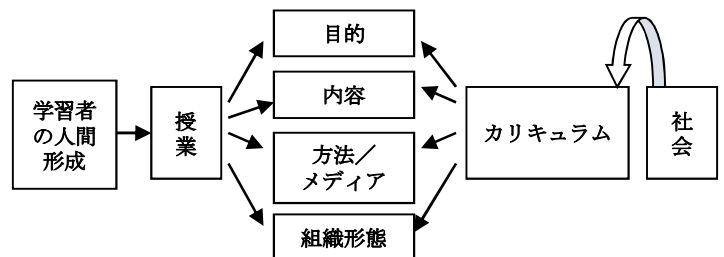 学習者
の人間
形成
授
業
目的
内容
方法／
メディア
組織形態
カリキュラム
社
会